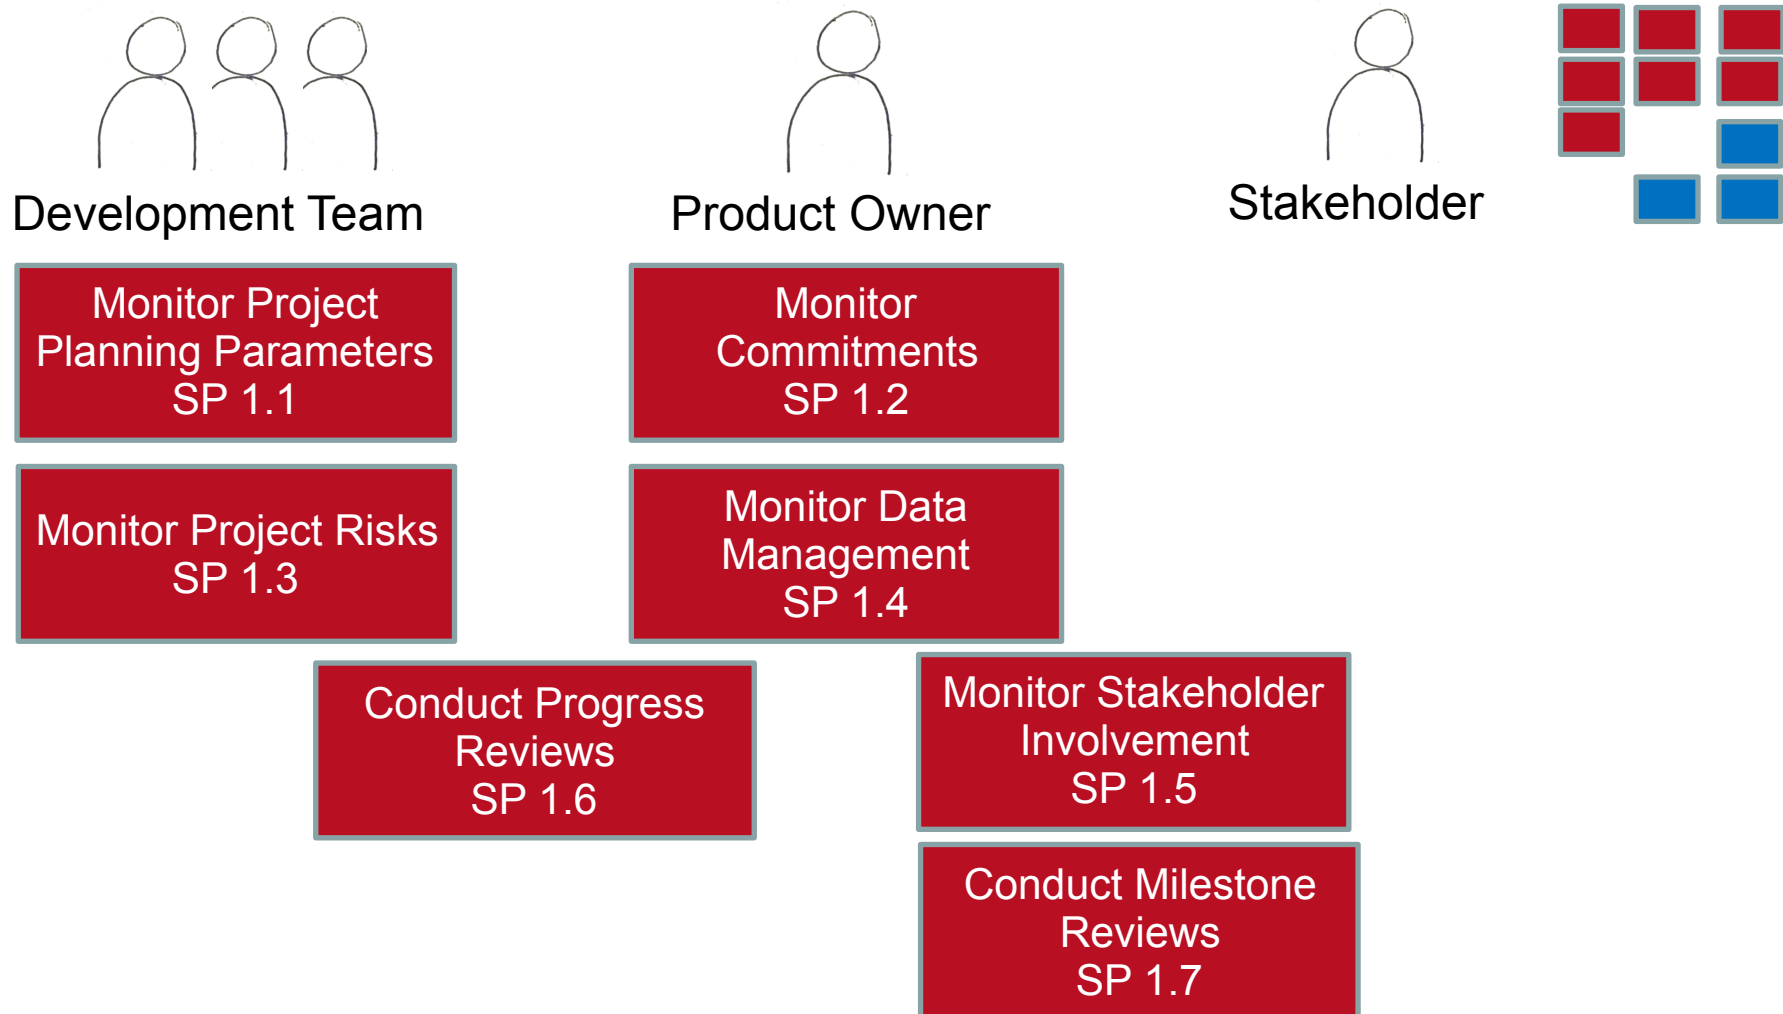 Development Team
Product Owner
Stakeholder
Monitor Project
Planning Parameters
SP 1.1
Monitor
Commitments
SP 1.2
Monitor Project Risks
SP 1.3
Monitor Data
Management
SP 1.4
Conduct Progress
Reviews
SP 1.6
Monitor Stakeholder
Involvement
SP 1.5
Conduct Milestone
Reviews
SP 1.7